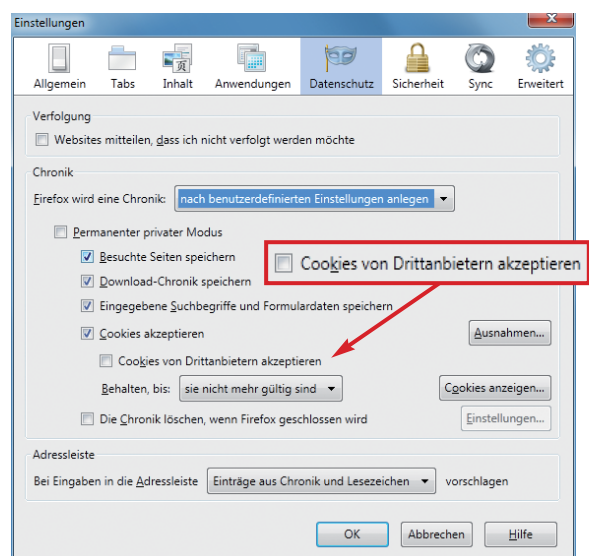 Einstellungen
Allgemein Tabs Inhalt Anwendungen Datenschutz Sicherheit Sync Erweitert
Verfolgung
Websites mitteilen, dass ich nicht verfolgt werden möchte
Chronik
Firefox wird eine Chronik: nach benutzerdefinierten Einstellungen anlegen
Permanenter privater Modus
Besuchte Seiten speichern
Cookies von Drittanbietern akzeptieren
Download-Chronik speichern
Eingegebene Suchbegriffe und Formulardaten speichern
Cookies akzeptieren Ausnahmen...
Cookies von Drittanbietern akzeptieren
Behalten, bis: sie nicht mehr gültig sind Cookies anzeigen...
Die Chronik löschen, wenn Firefox geschlossen wird Einstellungen...
Adressleiste
Bei Eingaben in die Adressleiste Einträge aus Chronik und Lesezeichen vorschlagen
OK Abbrechen Hilfe